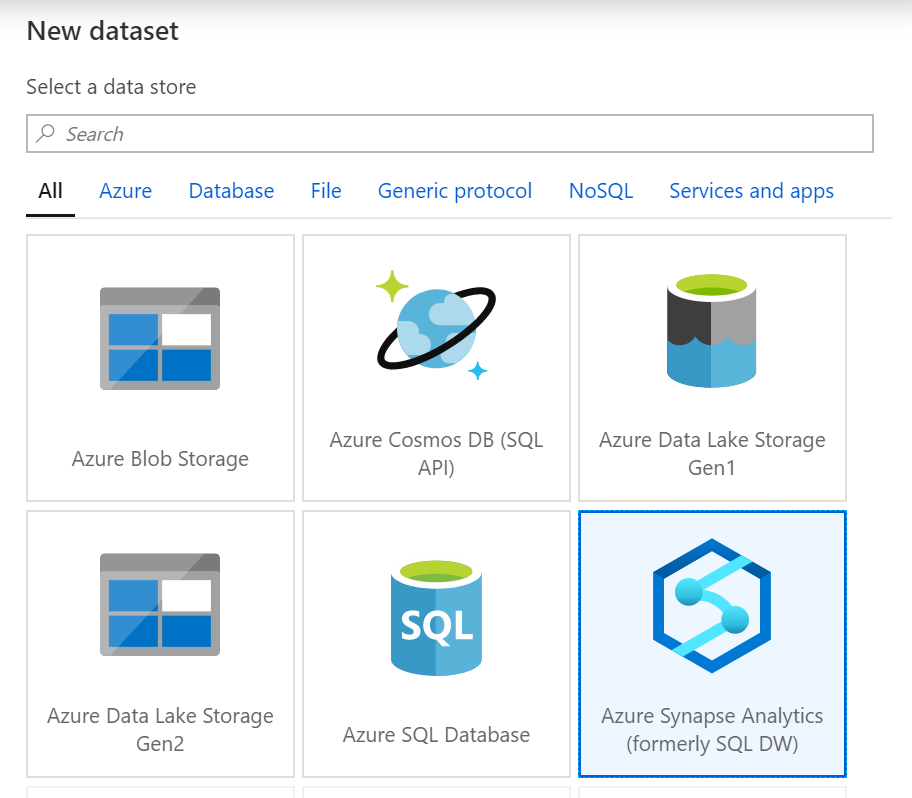 New dataset
Select a data store
Search
All Azure Database File Generic protocol NoSQL Services and apps
Azure Blob Storage
Azure Cosmos DB (SQL
API)
Azure Data Lake Storage
Gen1
Azure Data Lake Storage
Gen2
SQL
Azure SQL Database
Azure Synapse Analytics
(formerly SQL DW)